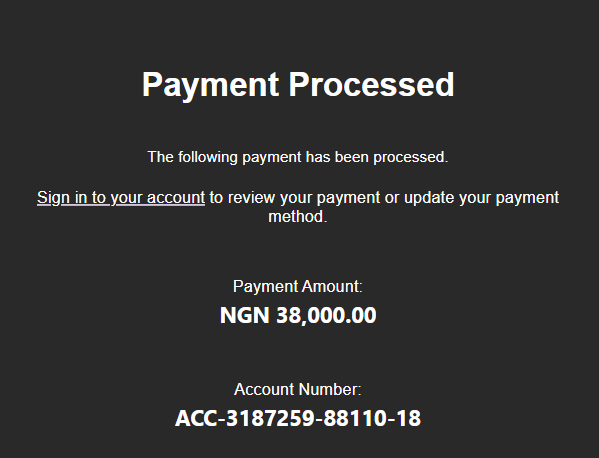 Payment Processed
The following payment has been processed.
Sign in to your account to review your payment or update your payment
method.
Payment Amount:
NGN 38,000.00
Account Number:
ACC-3187259-88110-18